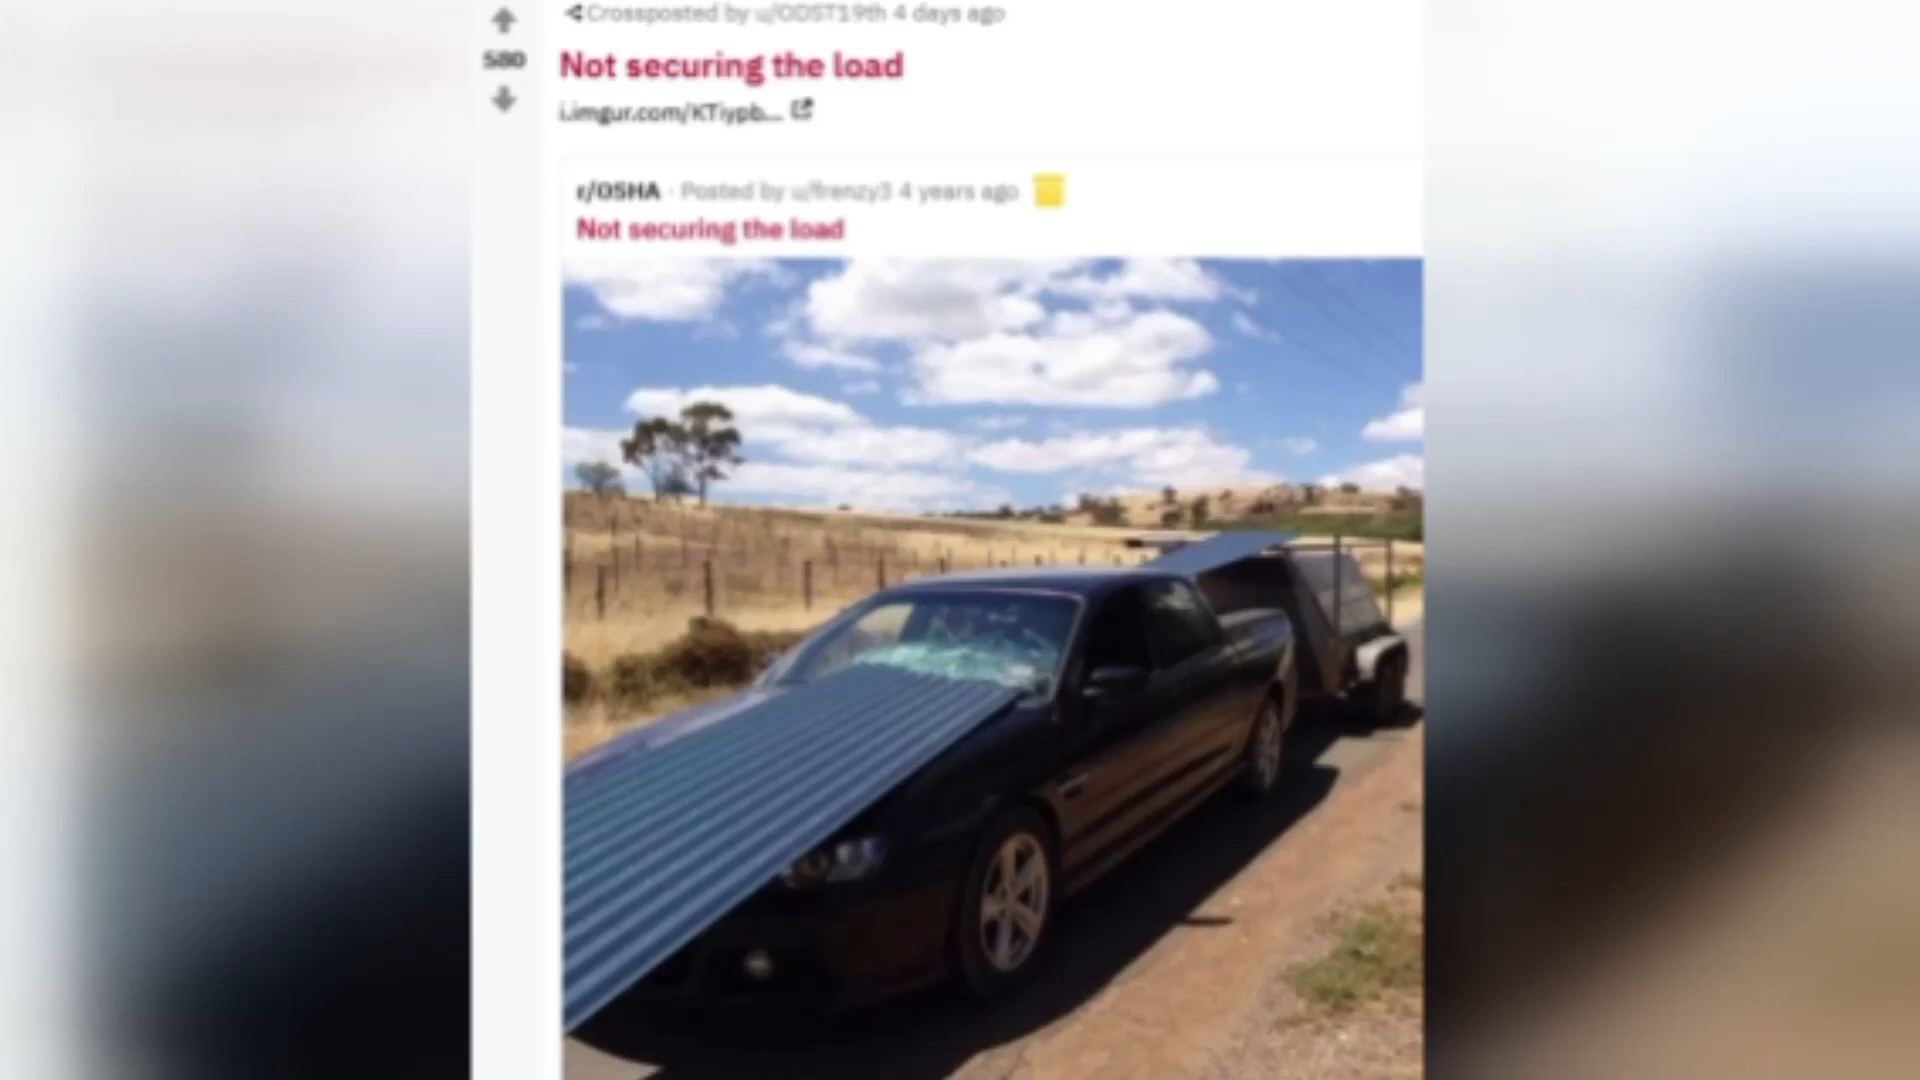 Crossposted by u/ODST19th 4 days ago
580
Not securing the load
i.imgur.com/KTiypb...
r/OSHA · Posted by u/frenzy3 4 years ago
Not securing the load